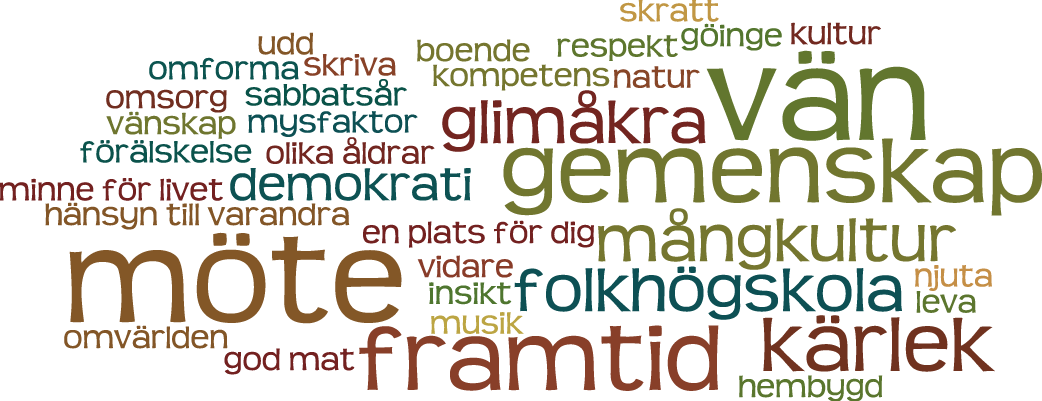 skratt
göinge
kultur
udd
boende
respekt
omforma
skriva
kompetens
natur
vän
omsorg
sabbatsår
glimåkra
vänskap
mysfaktor
förälskelse
olika åldrar
gemenskap
minne för livet
demokrati
hänsyn till varandra
en plats för dig
mångkultur
möte
vidare
folkhögskola
njuta
insikt
leva
omvärlden
musik
god mat
framtid
kärlek
hembygd